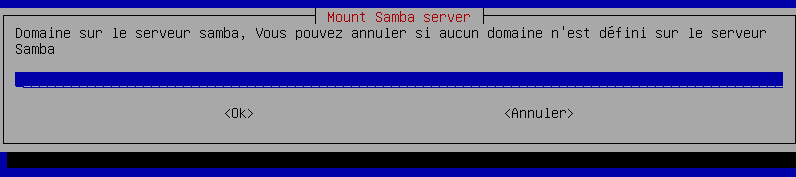 Mount Samba server
Domaine sur le serveur samba, Vous pouvez annuler si aucun domaine n'est défini sur le serveur
Samba
<Ok> <Annuler>